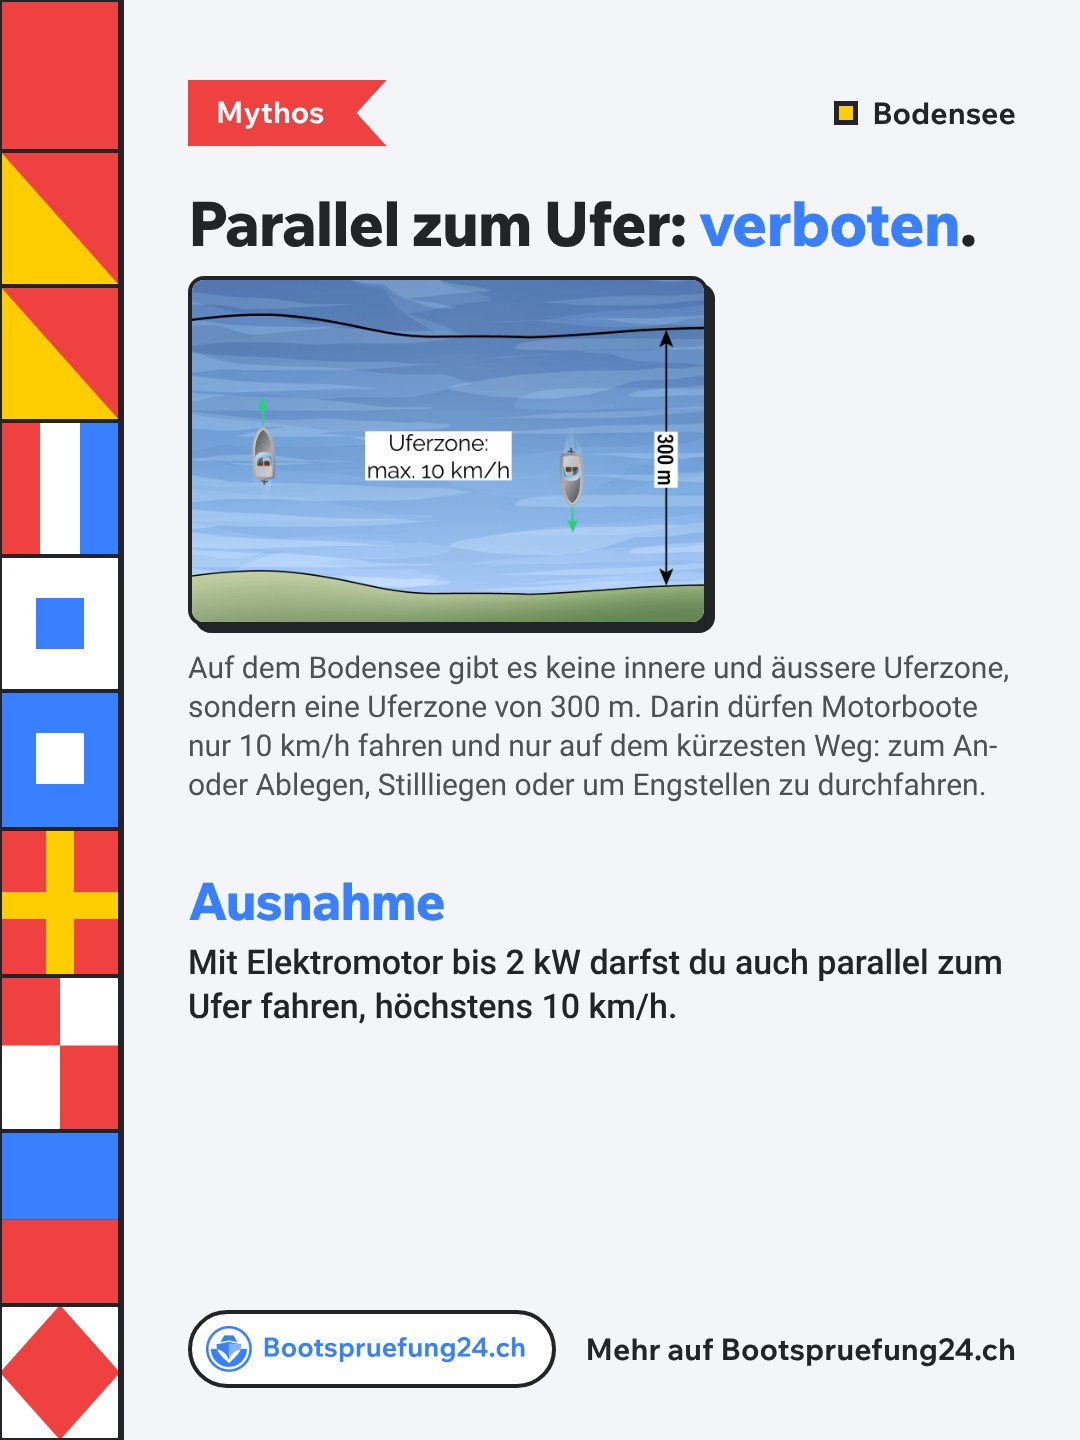 Mythos
Bodensee
Parallel zum Ufer: verboten.
Uferzone:
max. 10 km/h
300 m
Auf dem Bodensee gibt es keine innere und äussere Uferzone,
sondern eine Uferzone von 300 m. Darin dürfen Motorboote
nur 10 km/h fahren und nur auf dem kürzesten Weg: zum An-
oder Ablegen, Stillliegen oder um Engstellen zu durchfahren.
Ausnahme
Mit Elektromotor bis 2 kW darfst du auch parallel zum
Ufer fahren, höchstens 10 km/h.
Bootspruefung24.ch
Mehr auf Bootspruefung24.ch